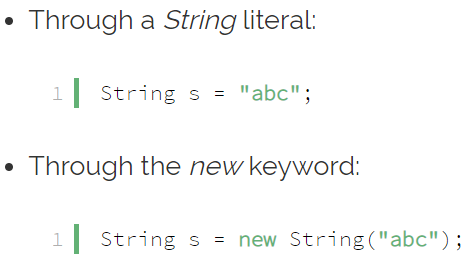 • Through a String literal:
1 String s = "abc";
• Through the new keyword:
1 String s = new String("abc");